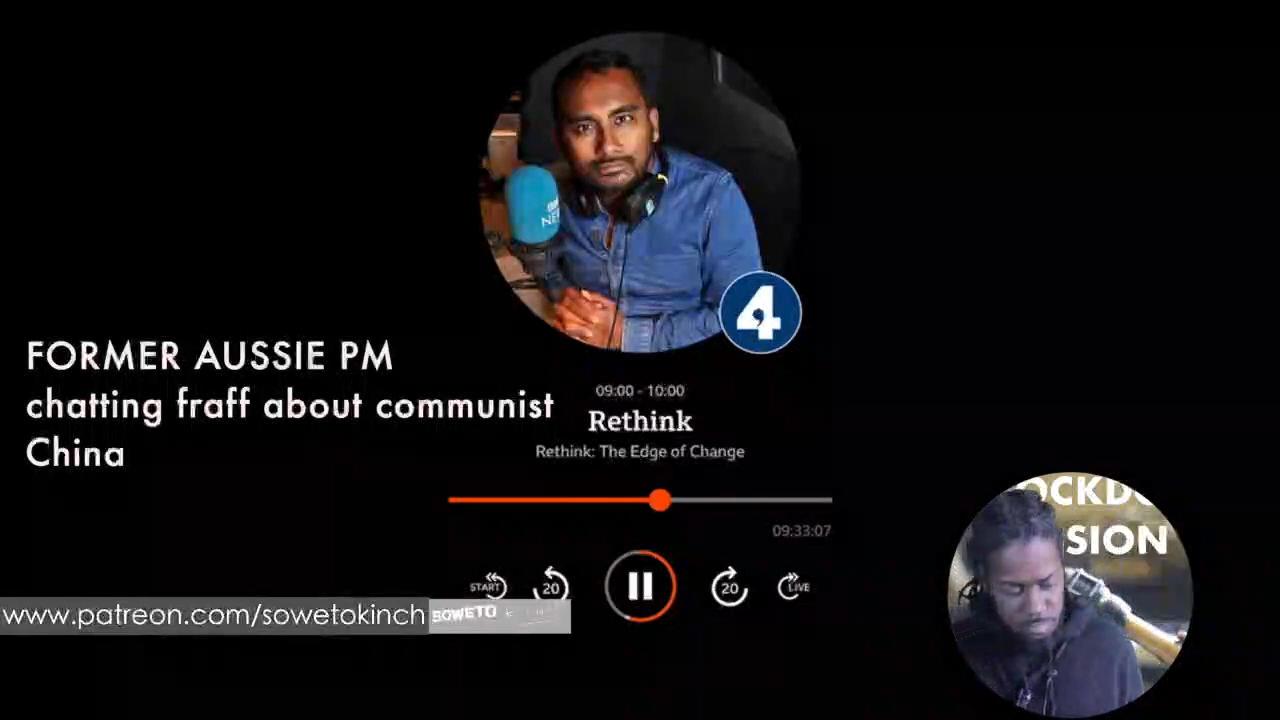 FORMER AUSSIE PM
chatting fraff about communist
China
4
09:00 - 10:00
Rethink
Rethink: The Edge of Change
09:33:07
START
20
20
LIVE
www.patreon.com/sowetokinch
SOWETO